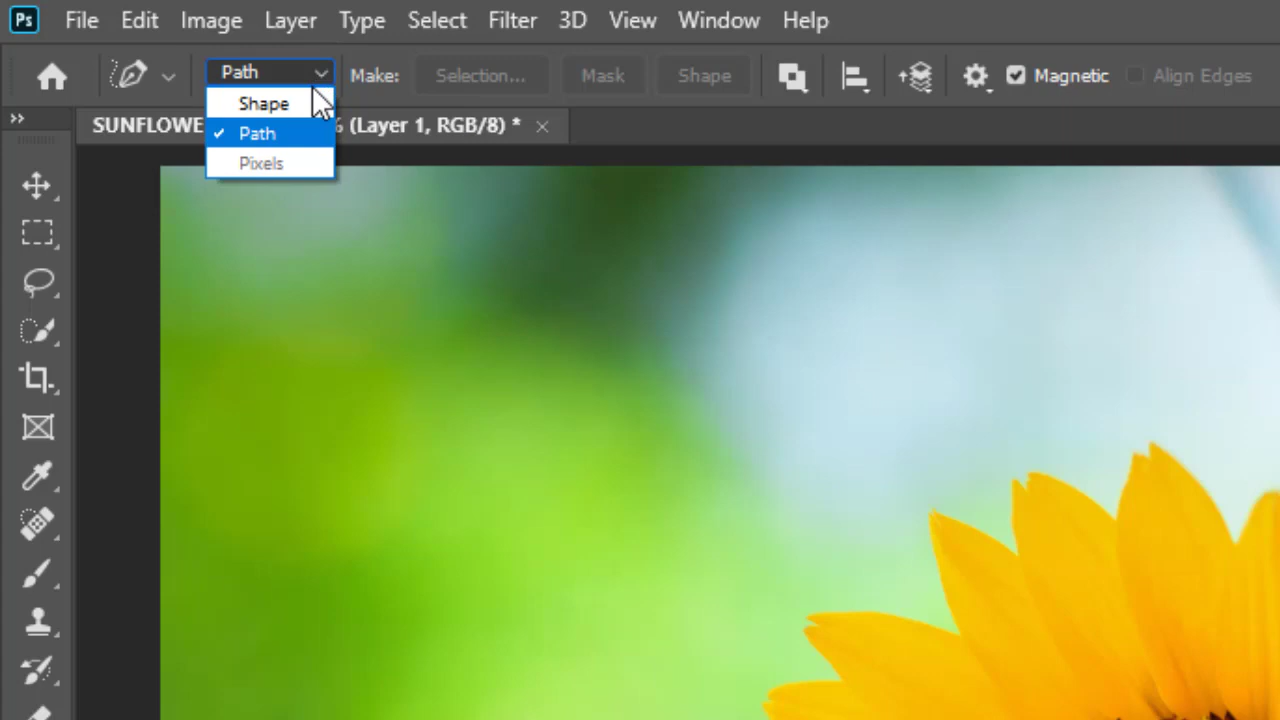 Ps File Edit Image Layer Type Select Filter 3D View Window Help
Path Make: Selection... Mask Shape Magnetic Align Edges
Shape
SUNFLOWE % (Layer 1, RGB/8) *
Path
Pixels